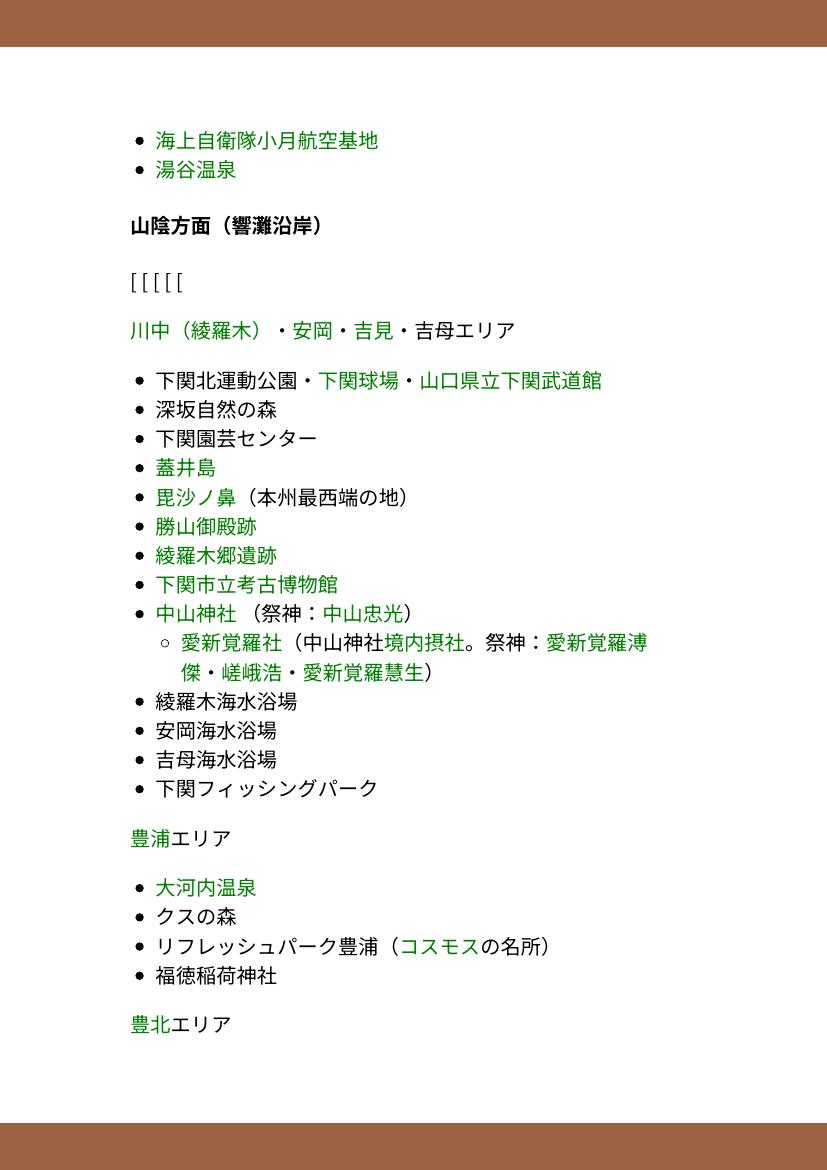 海上自衛隊小月航空基地
湯谷温泉
山陰方面（響灘沿岸）
[ [ [ [ [
川中（綾羅木）・安岡・吉見・吉母エリア
下関北運動公園・下関球場・山口県立下関武道館
深坂自然の森
下関園芸センター
蓋井島
毘沙ノ鼻（本州最西端の地）
勝山御殿跡
綾羅木郷遺跡
下関市立考古博物館
中山神社 （祭神：中山忠光）
愛新覚羅社（中山神社境内摂社。祭神：愛新覚羅溥
傑・嵯峨浩・愛新覚羅慧生）
綾羅木海水浴場
安岡海水浴場
吉母海水浴場
下関フィッシングパーク
豊浦エリア
大河内温泉
クスの森
リフレッシュパーク豊浦（コスモスの名所）
福徳稲荷神社
豊北エリア